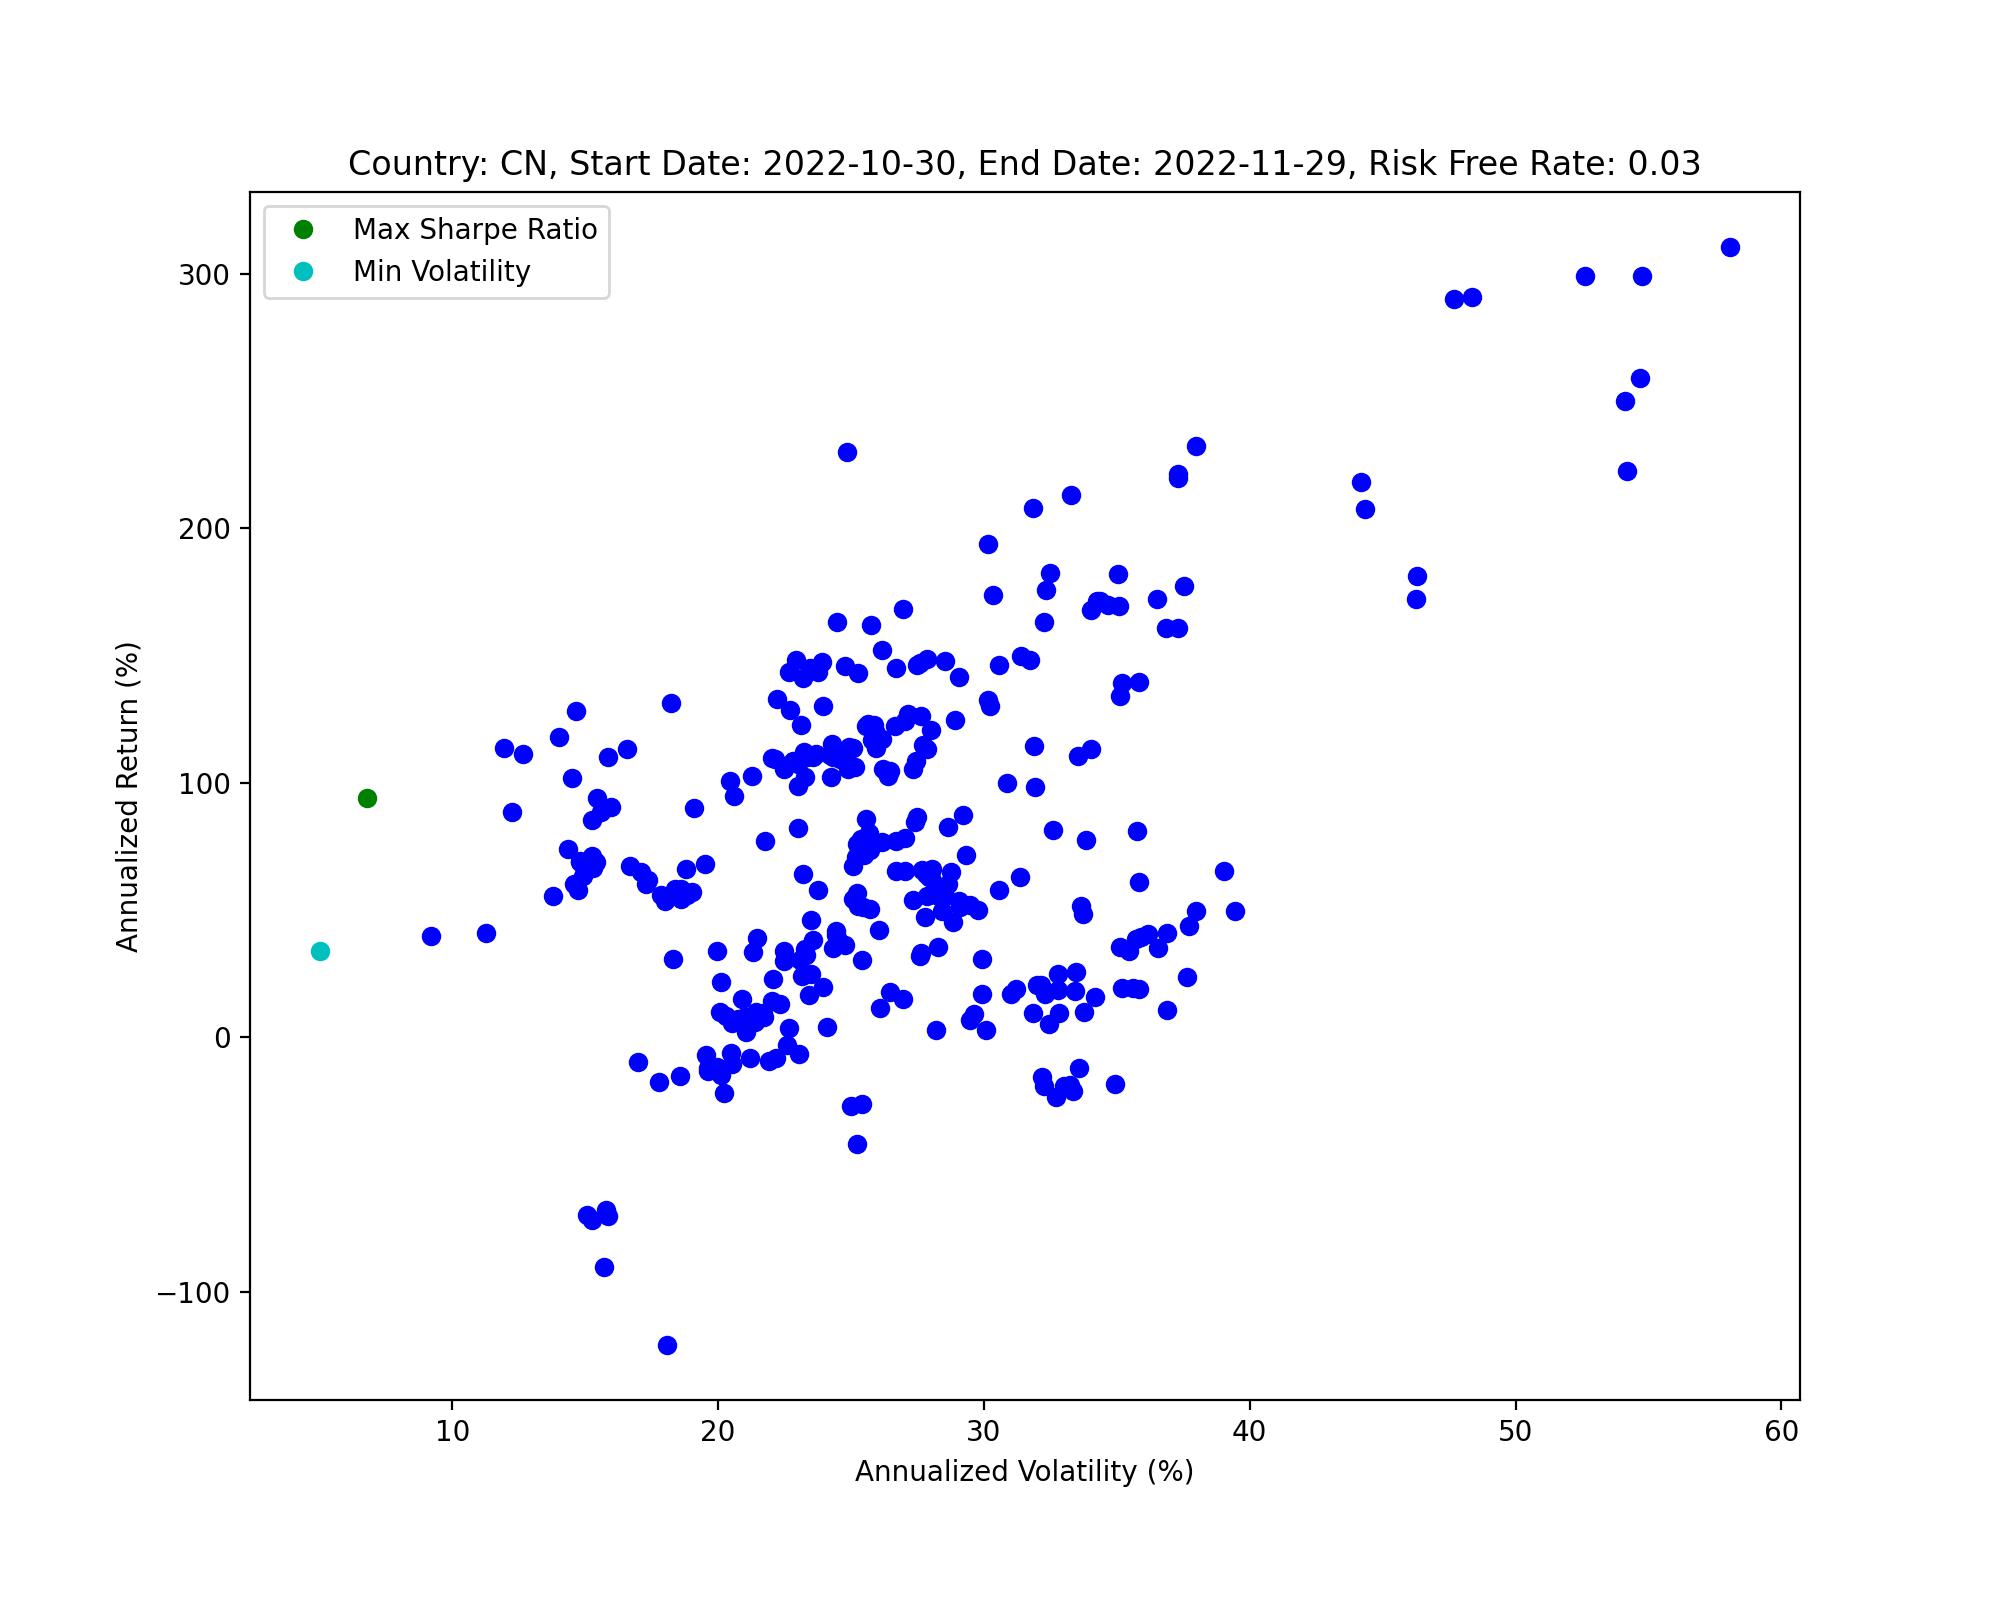 Country: CN, Start Date: 2022-10-30, End Date: 2022-11-29, Risk Free Rate: 0.03
Max Sharpe Ratio
Min Volatility
300
200
100
0
−100
Annualized Return (%)
10 20 30 40 50 60
Annualized Volatility (%)